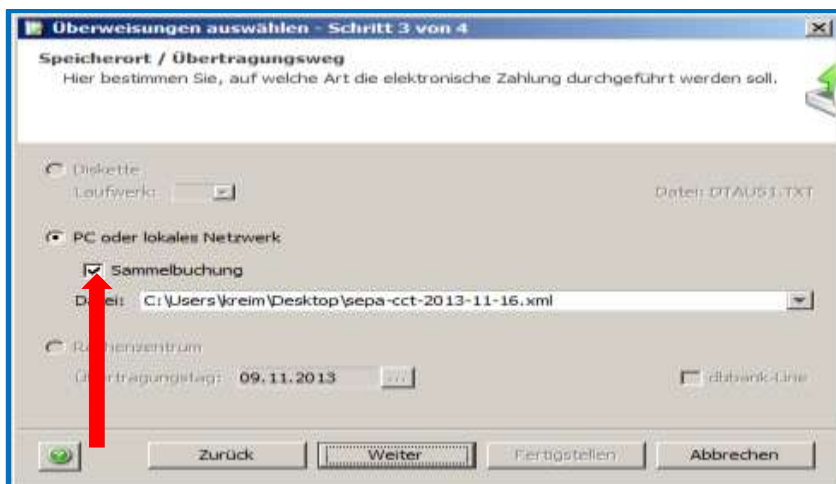 Überweisungen auswählen - Schritt 3 von 4
Speicherort / Übertragungsweg
Hier bestimmen Sie, auf welche Art die elektronische Zahlung durchgeführt werden soll.
Diskette
Laufwerk: Datei: DTAUS1.TXT
PC oder lokales Netzwerk
Sammelbuchung
Datei: C:\Users\kreim\Desktop\sepa-cct-2013-11-16.xml
Rechenzentrum
Übertragungstag: 09.11.2013 ... dbbank-Line
Zurück Weiter Fertigstellen Abbrechen